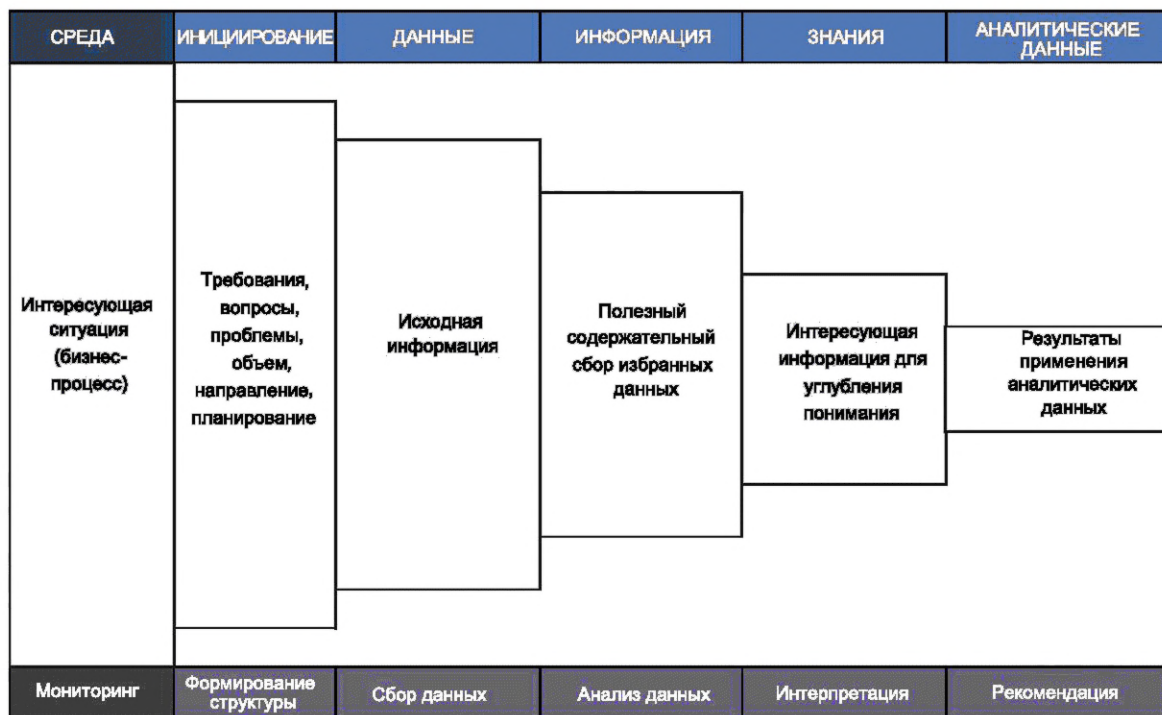 СРЕДА
ИНИЦИИРОВАНИЕ
ДАННЫЕ
ИНФОРМАЦИЯ
ЗНАНИЯ
АНАЛИТИЧЕСКИЕ
ДАННЫЕ
Интересующая
ситуация
(бизнес-
процесс)
Требования,
вопросы,
проблемы,
объем,
направление,
планирование
Исходная
информация
Полезный
содержательный
сбор избранных
данных
Интересующая
информация для
углубления
понимания
Результаты
применения
аналитических
данных
Мониторинг
Формирование
структуры
Сбор данных
Анализ данных
Интерпретация
Рекомендация